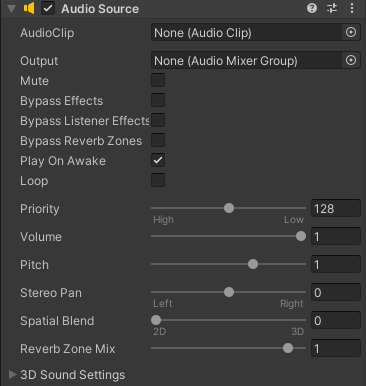 Audio Source
AudioClip None (Audio Clip)
Output None (Audio Mixer Group)
Mute
Bypass Effects
Bypass Listener Effects
Bypass Reverb Zones
Play On Awake
Loop
Priority 128
High Low
Volume 1
Pitch 1
Stereo Pan 0
Left Right
Spatial Blend 0
2D 3D
Reverb Zone Mix 1
3D Sound Settings